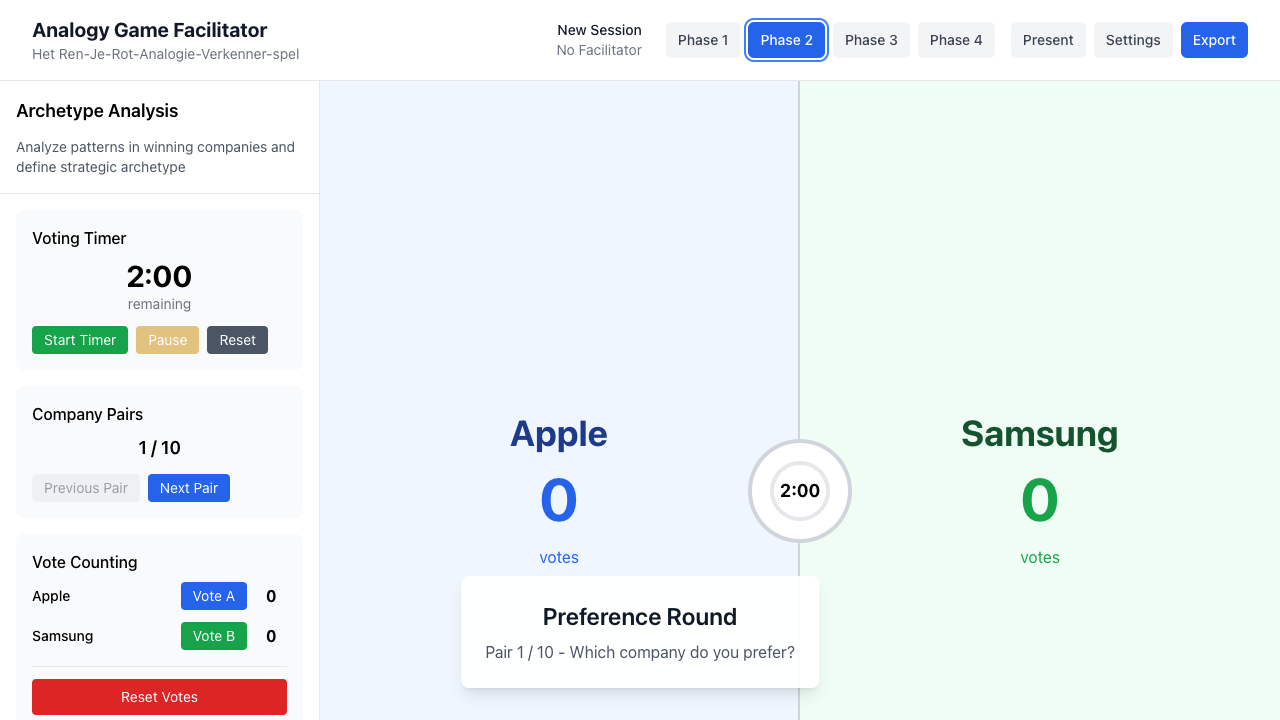 Analogy Game Facilitator
Het Ren-Je-Rot-Analogie-Verkenner-spel
New Session
No Facilitator
Phase 1
Phase 2
Phase 3
Phase 4
Present
Settings
Export
Archetype Analysis
Analyze patterns in winning companies and
define strategic archetype
Voting Timer
2:00
remaining
Start Timer
Pause
Reset
Company Pairs
1 / 10
Previous Pair
Next Pair
Vote Counting
Apple
Vote A
0
Samsung
Vote B
0
Reset Votes
Apple
0
votes
2:00
Samsung
0
votes
Preference Round
Pair 1 / 10 - Which company do you prefer?